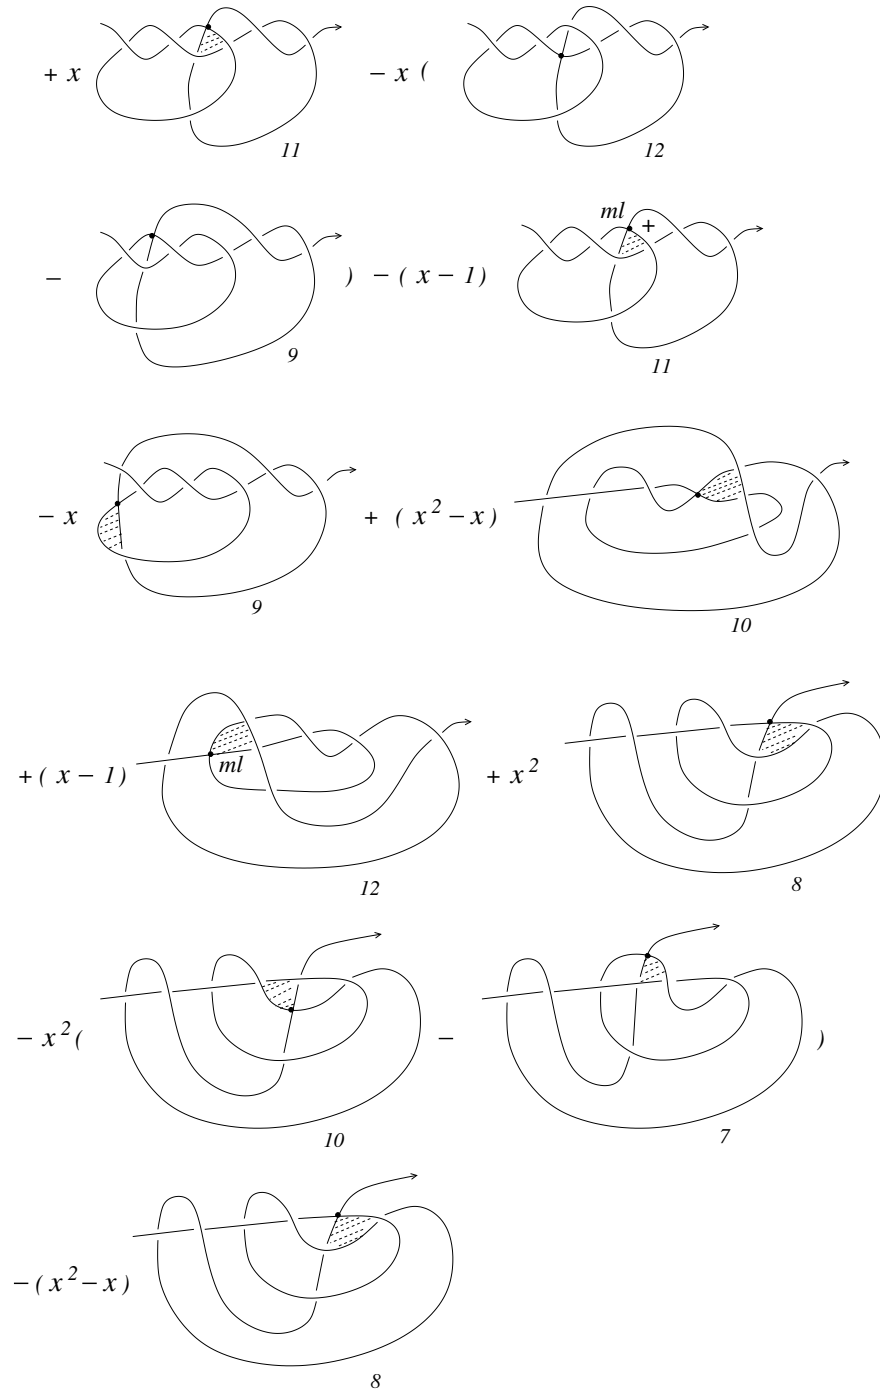 + x − x (
11 12
ml +
− ) − ( x − 1)
9 11
− x + ( x² − x)
9 10
+ ( x − 1) ml + x²
12 8
− x² ( − )
10 7
− ( x² − x)
8